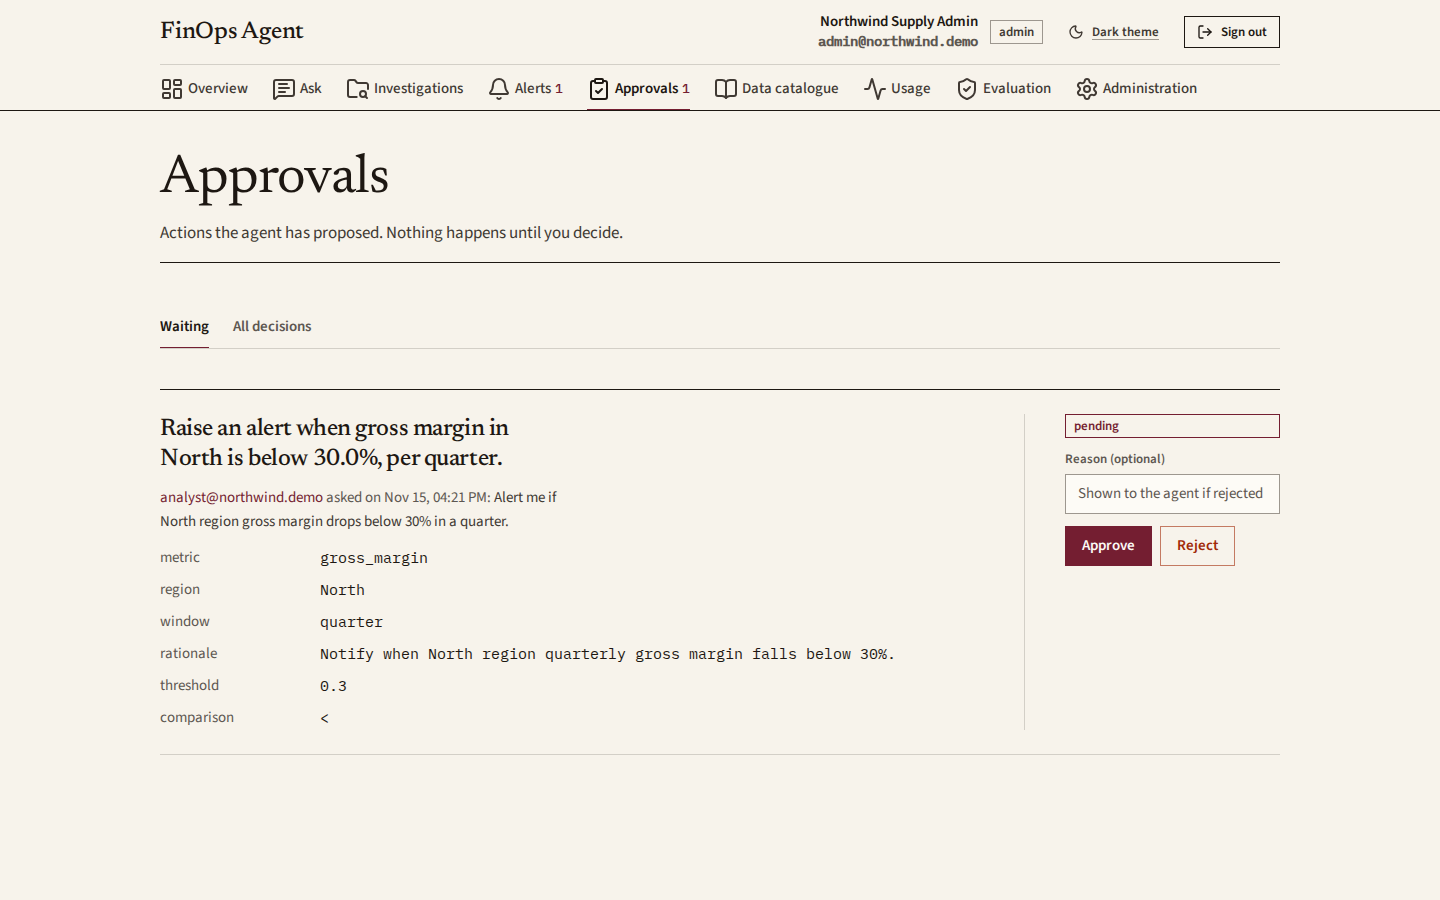 FinOps Agent
Northwind Supply Admin
admin@northwind.demo
admin
Dark theme
Sign out
Overview
Ask
Investigations
Alerts 1
Approvals 1
Data catalogue
Usage
Evaluation
Administration
Approvals
Actions the agent has proposed. Nothing happens until you decide.
Waiting
All decisions
Raise an alert when gross margin in
North is below 30.0%, per quarter.
analyst@northwind.demo asked on Nov 15, 04:21 PM: Alert me if
North region gross margin drops below 30% in a quarter.
metric gross_margin
region North
window quarter
rationale Notify when North region quarterly gross margin falls below 30%.
threshold 0.3
comparison <
pending
Reason (optional)
Shown to the agent if rejected
Approve
Reject